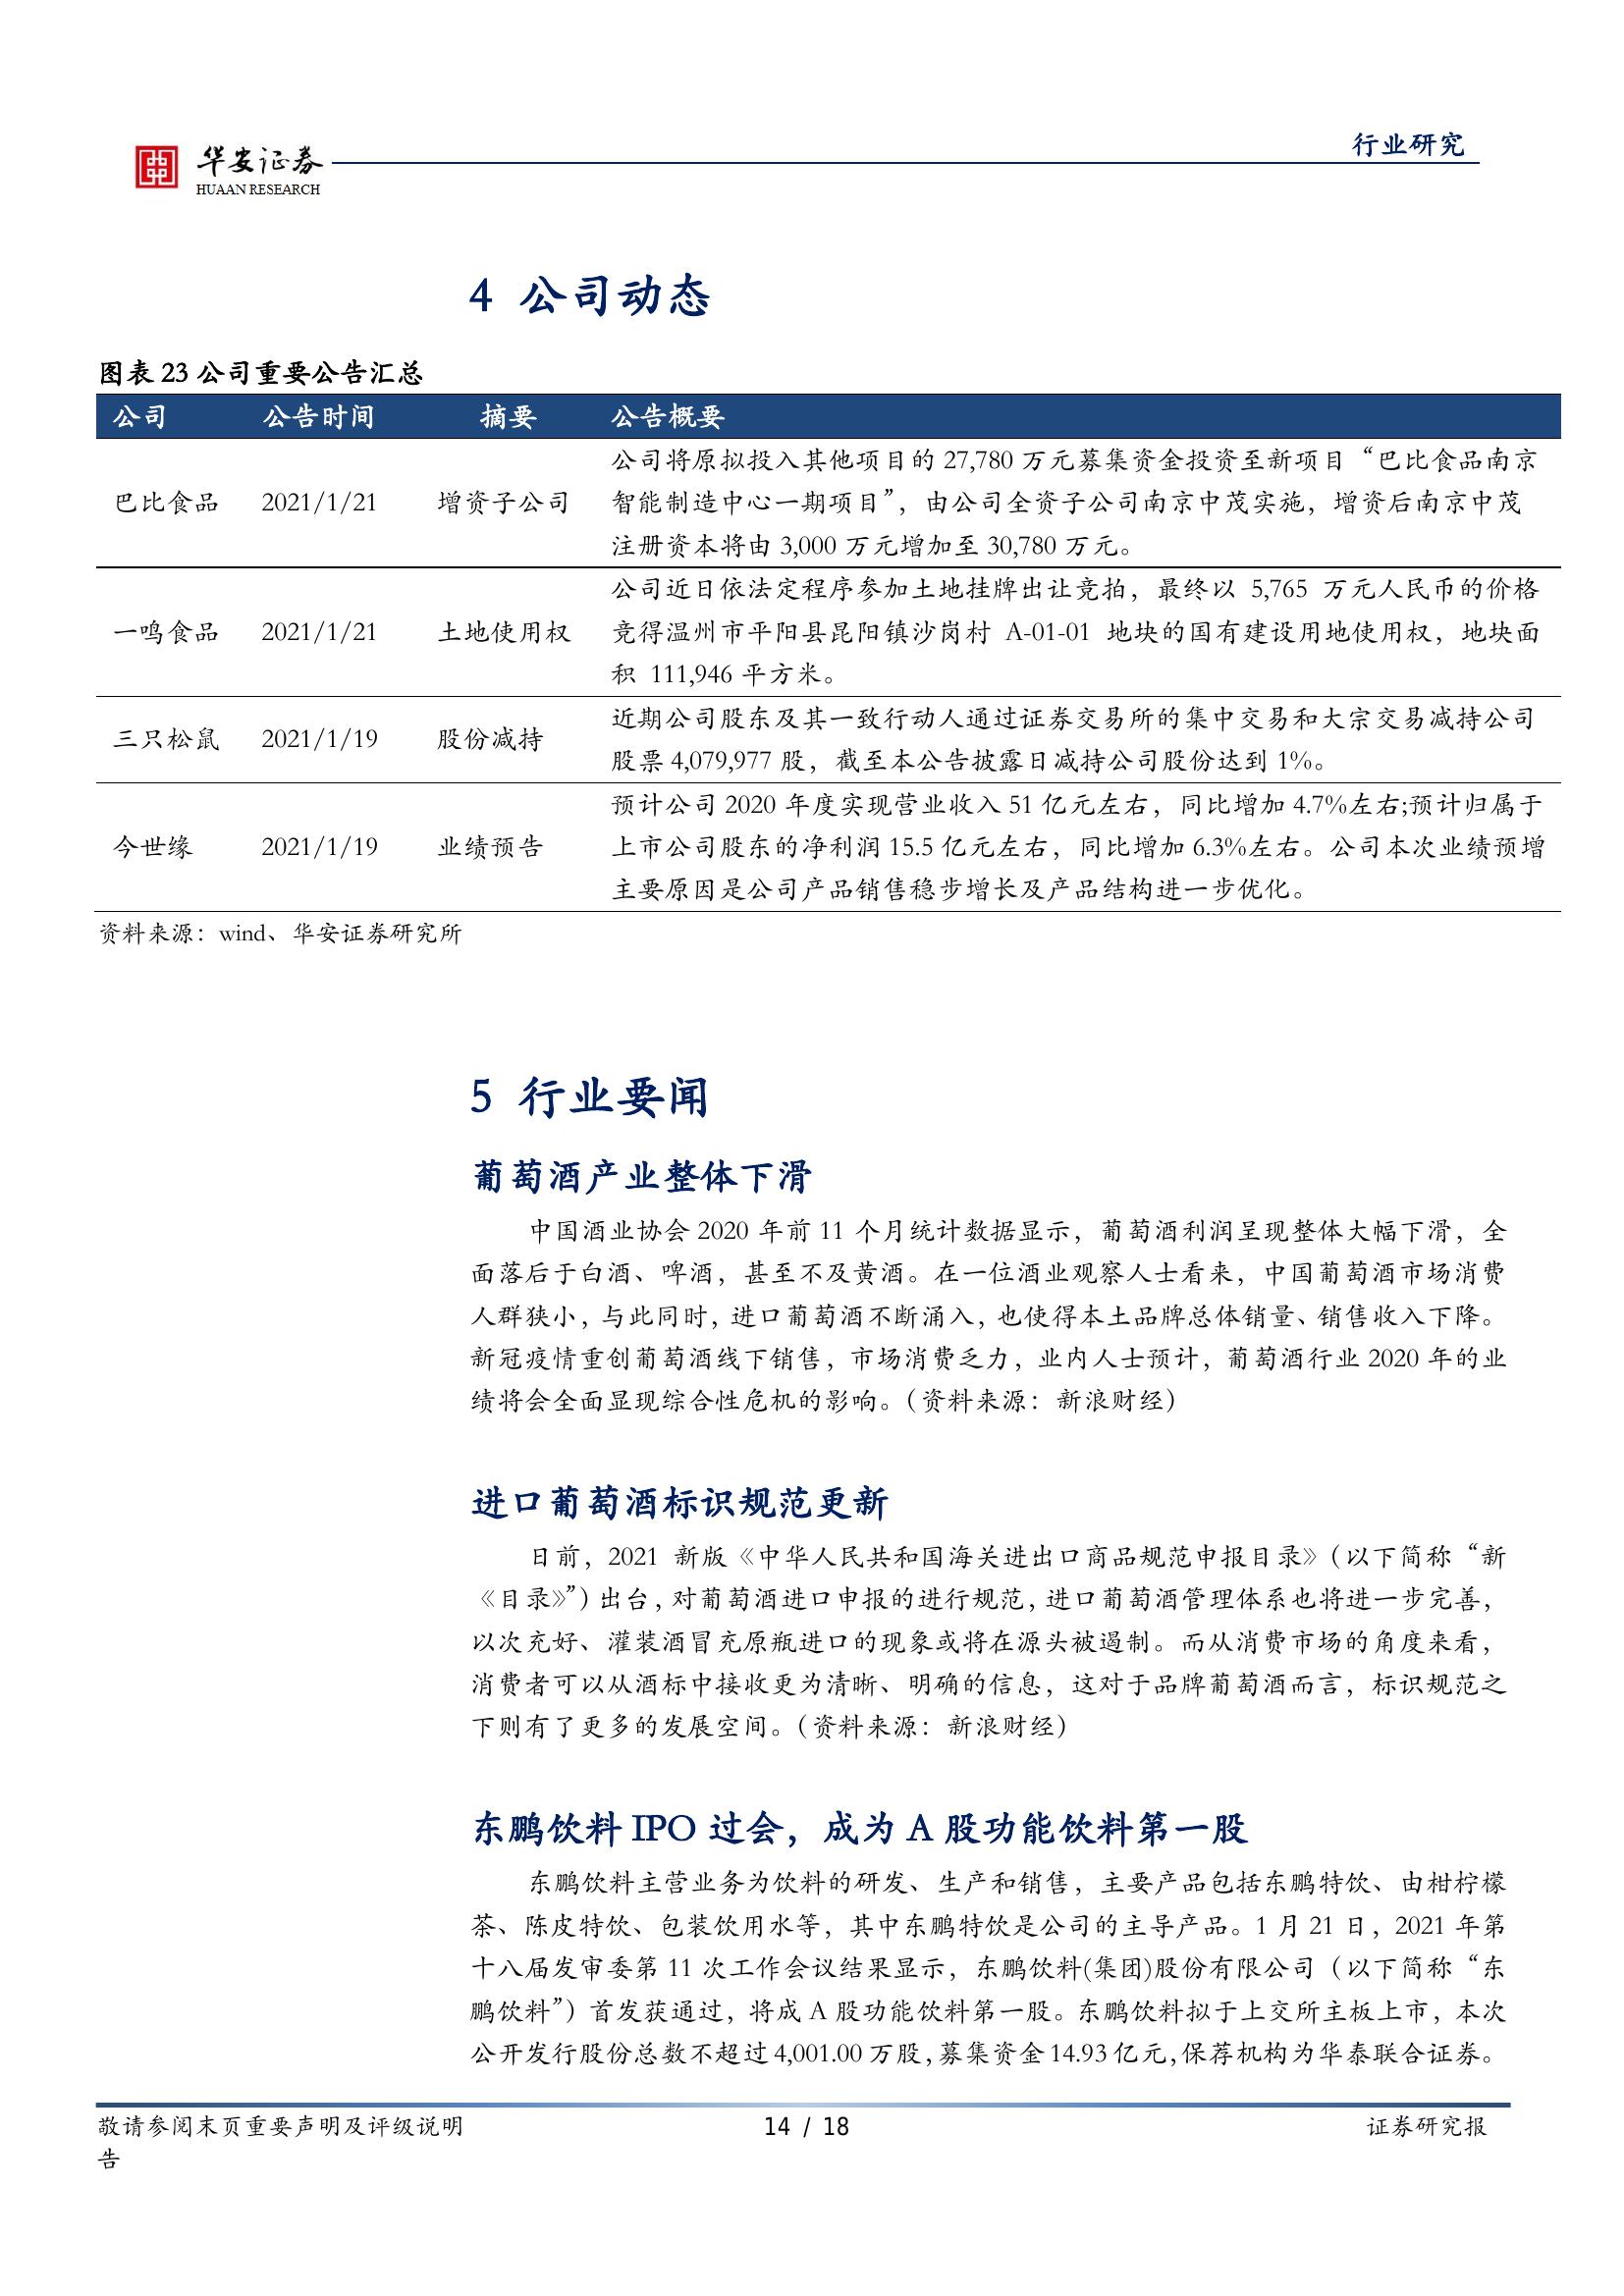 华安证券
HUAAN RESEARCH
行业研究
4 公司动态
图表 23 公司重要公告汇总
公司 公告时间 摘要 公告概要
巴比食品 2021/1/21 增资子公司 公司将原拟投入其他项目的 27,780 万元募集资金投资至新项目“巴比食品南京
智能制造中心一期项目”，由公司全资子公司南京中茂实施，增资后南京中茂
注册资本将由 3,000 万元增加至 30,780 万元。
一鸣食品 2021/1/21 土地使用权 公司近日依法定程序参加土地挂牌出让竞拍，最终以 5,765 万元人民币的价格
竞得温州市平阳县昆阳镇沙岗村 A-01-01 地块的国有建设用地使用权，地块面
积 111,946 平方米。
三只松鼠 2021/1/19 股份减持 近期公司股东及其一致行动人通过证券交易所的集中交易和大宗交易减持公司
股票 4,079,977 股，截至本公告披露日减持公司股份达到 1%。
今世缘 2021/1/19 业绩预告 预计公司 2020 年度实现营业收入 51 亿元左右，同比增加 4.7%左右;预计归属于
上市公司股东的净利润 15.5 亿元左右，同比增加 6.3%左右。公司本次业绩预增
主要原因是公司产品销售稳步增长及产品结构进一步优化。
资料来源：wind、华安证券研究所
5 行业要闻
葡萄酒产业整体下滑
中国酒业协会 2020 年前 11 个月统计数据显示，葡萄酒利润呈现整体大幅下滑，全
面落后于白酒、啤酒，甚至不及黄酒。在一位酒业观察人士看来，中国葡萄酒市场消费
人群狭小，与此同时，进口葡萄酒不断涌入，也使得本土品牌总体销量、销售收入下降。
新冠疫情重创葡萄酒线下销售，市场消费乏力，业内人士预计，葡萄酒行业 2020 年的业
绩将会全面显现综合性危机的影响。（资料来源：新浪财经）
进口葡萄酒标识规范更新
日前，2021 新版《中华人民共和国海关进出口商品规范申报目录》（以下简称“新
《目录》”）出台，对葡萄酒进口申报的进行规范，进口葡萄酒管理体系也将进一步完善，
以次充好、灌装酒冒充原瓶进口的现象或将在源头被遏制。而从消费市场的角度来看，
消费者可以从酒标中接收更为清晰、明确的信息，这对于品牌葡萄酒而言，标识规范之
下则有了更多的发展空间。（资料来源：新浪财经）
东鹏饮料 IPO 过会，成为 A 股功能饮料第一股
东鹏饮料主营业务为饮料的研发、生产和销售，主要产品包括东鹏特饮、由柑柠檬
茶、陈皮特饮、包装饮用水等，其中东鹏特饮是公司的主导产品。1 月 21 日，2021 年第
十八届发审委第 11 次工作会议结果显示，东鹏饮料(集团)股份有限公司（以下简称“东
鹏饮料”）首发获通过，将成 A 股功能饮料第一股。东鹏饮料拟于上交所主板上市，本次
公开发行股份总数不超过 4,001.00 万股，募集资金 14.93 亿元，保荐机构为华泰联合证券。
敬请参阅末页重要声明及评级说明 14 / 18 证券研究报
告